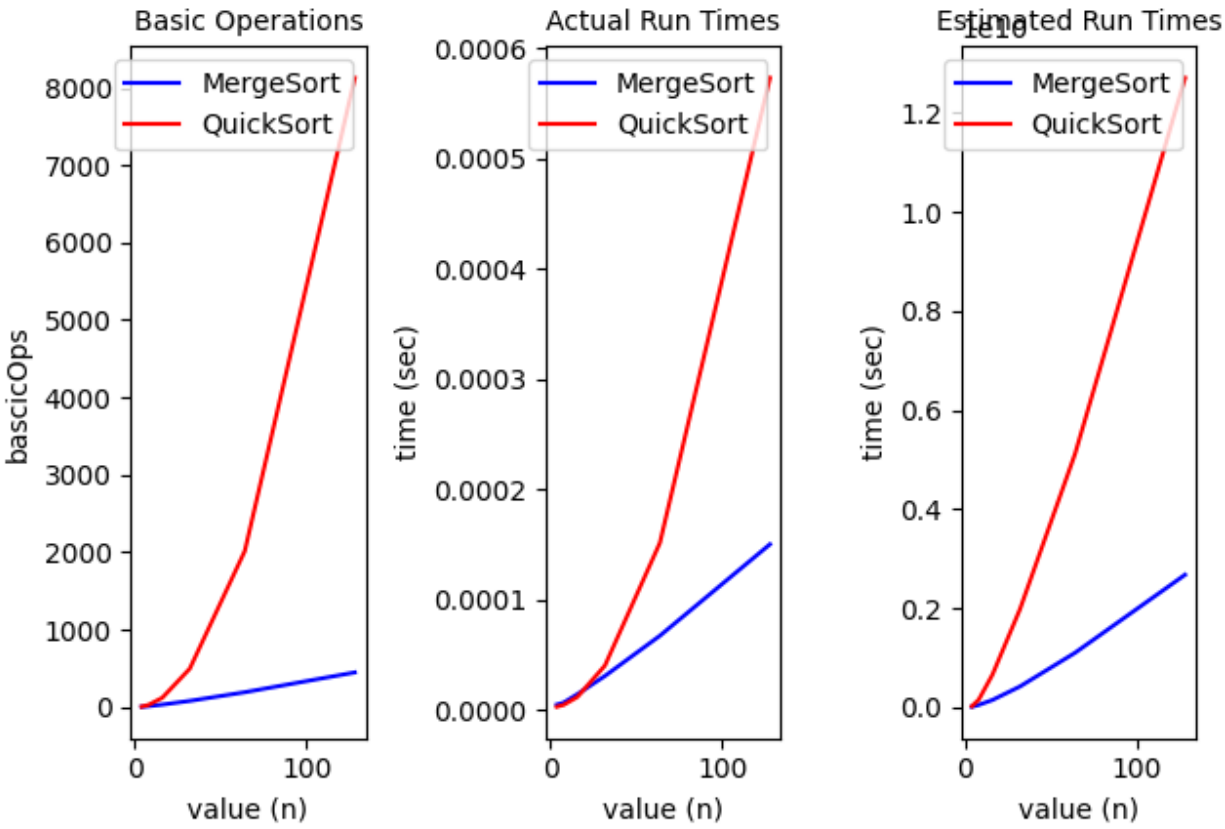 Basic Operations
bascicOps
8000
7000
6000
5000
4000
3000
2000
1000
0
MergeSort
QuickSort
0
100
value (n)
Actual Run Times
time (sec)
0.0006
0.0005
0.0004
0.0003
0.0002
0.0001
0.0000
MergeSort
QuickSort
0
100
value (n)
Estimated Run Times
1e10
time (sec)
1.2
1.0
0.8
0.6
0.4
0.2
0.0
MergeSort
QuickSort
0
100
value (n)